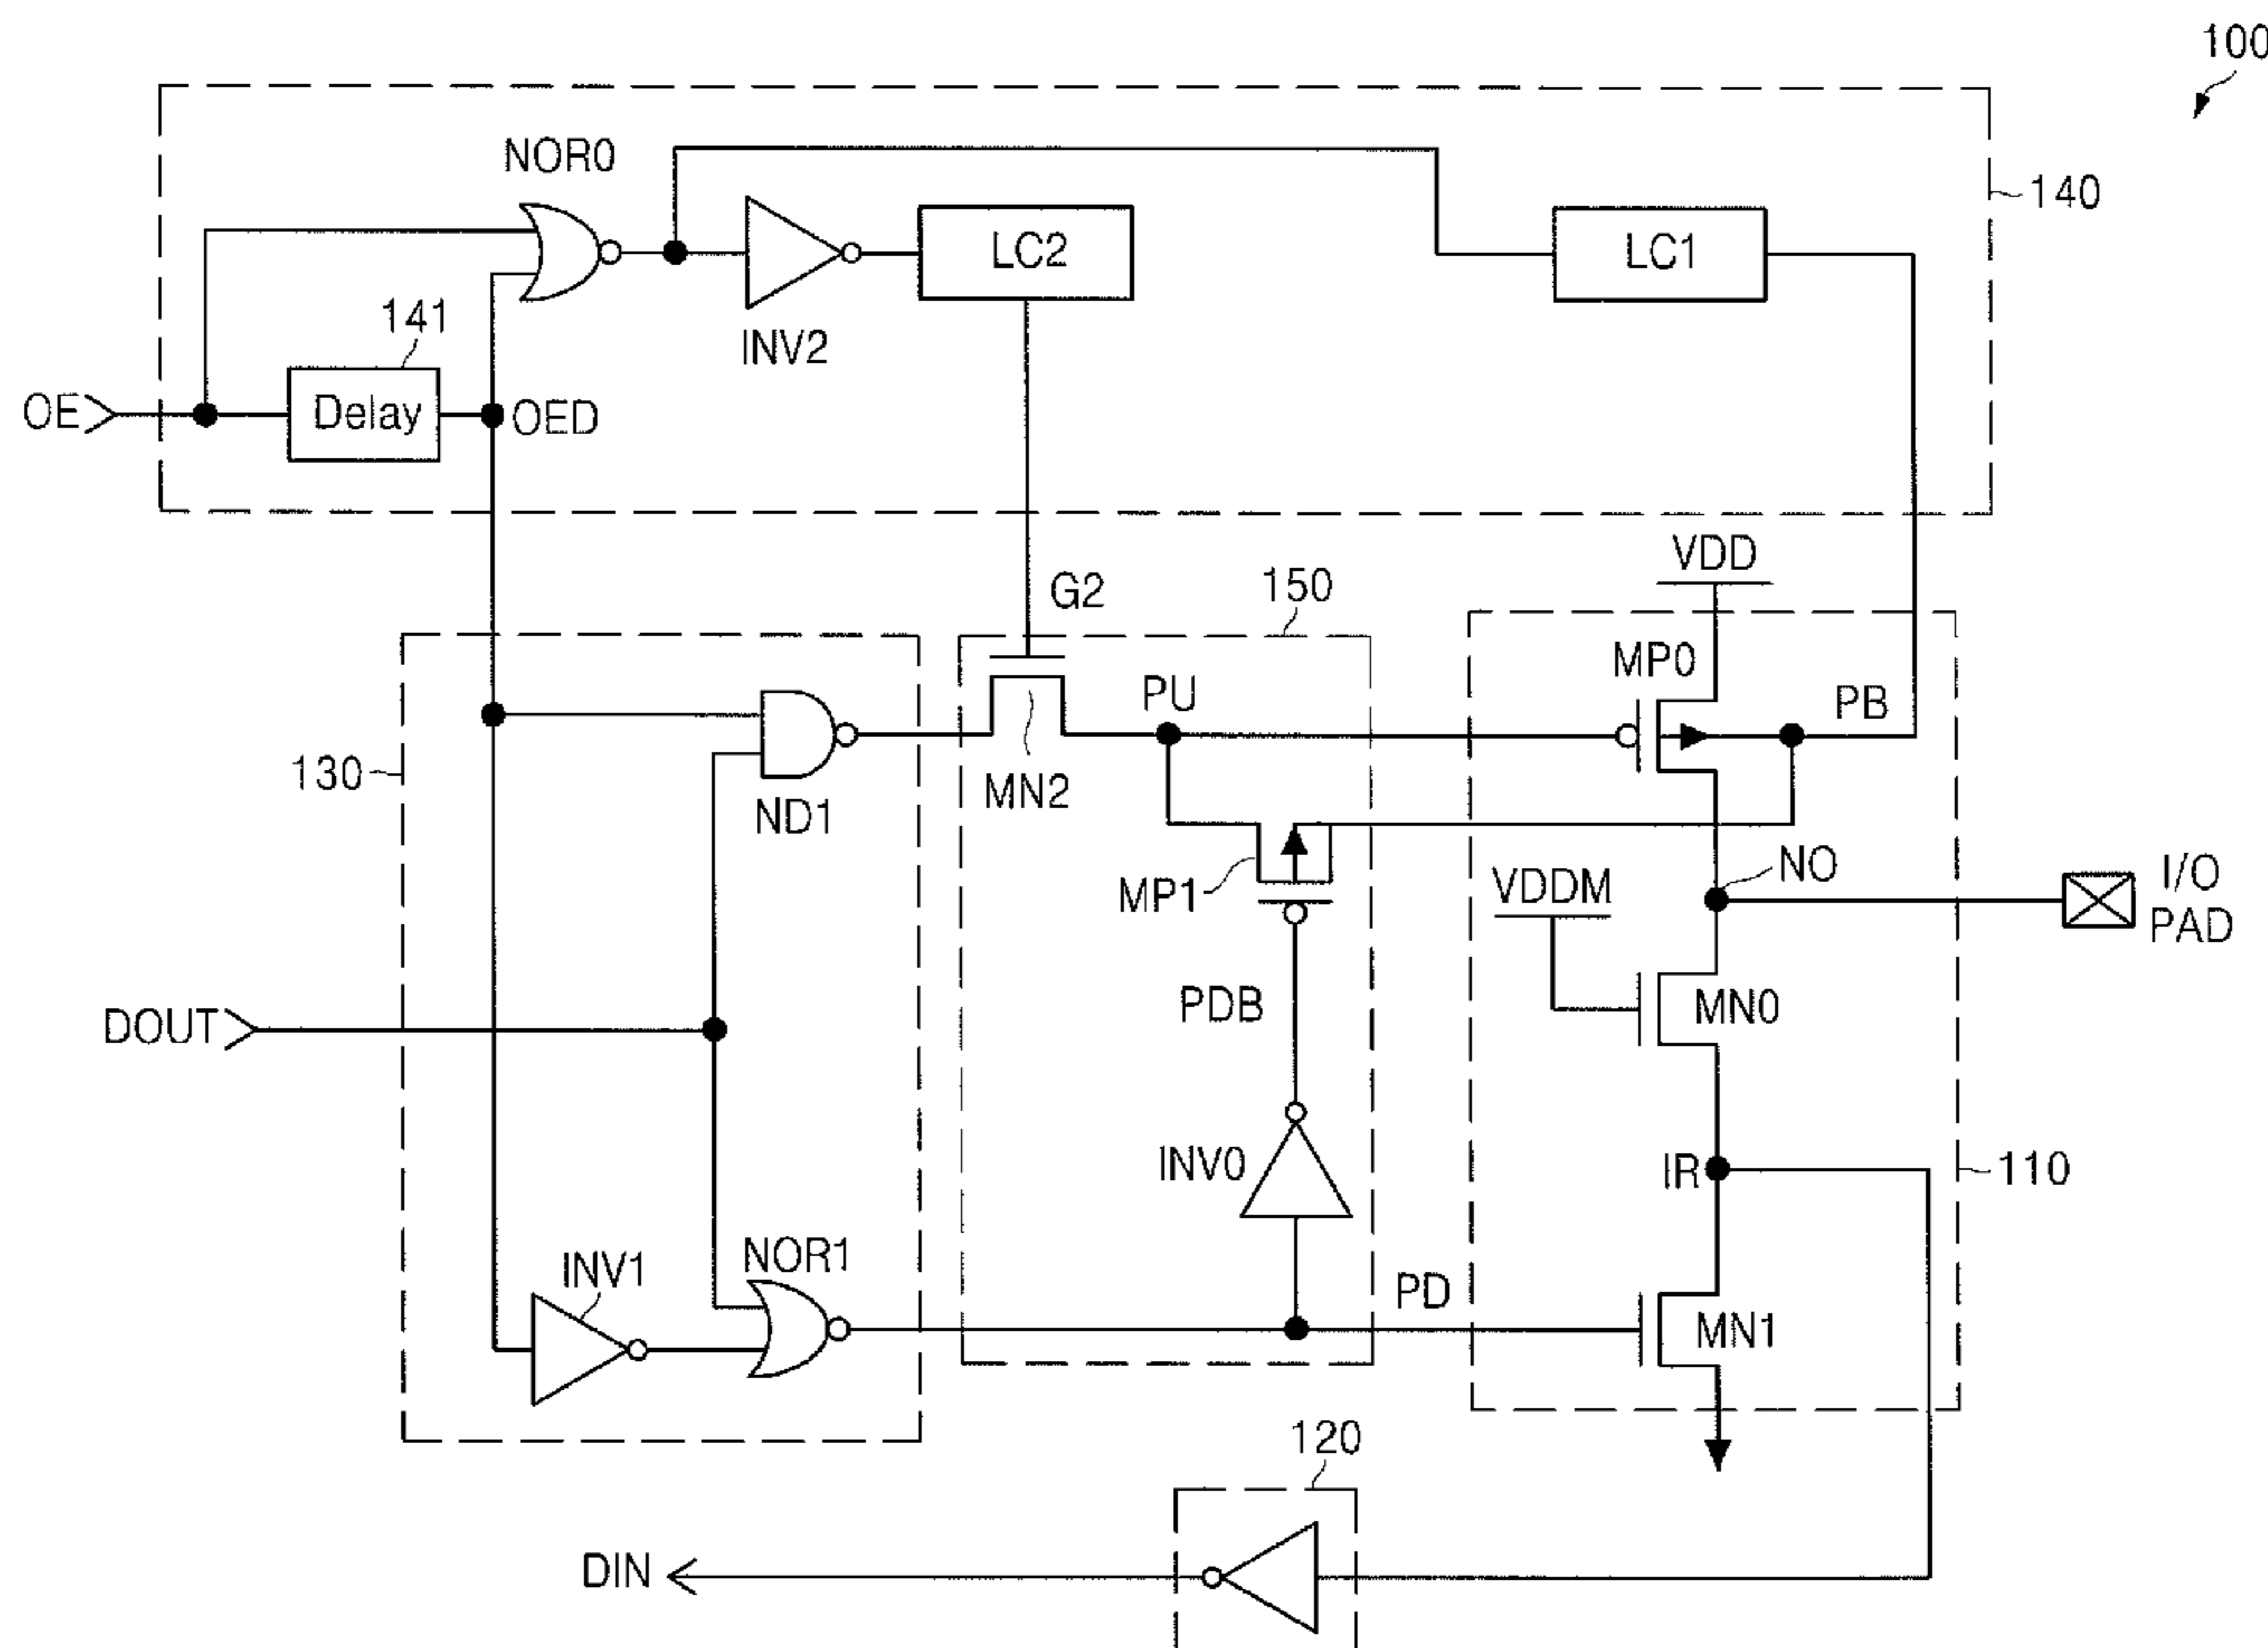 100
140
NOR0
LC2
LC1
INV2
141
OE
Delay
OED
VDD
G2
150
MP0
PU
PB
130
MN2
ND1
NO
I/O
PAD
VDDM
MP1
PDB
MN0
DOUT
INV0
IR
110
INV1
NOR1
PD
MN1
120
DIN